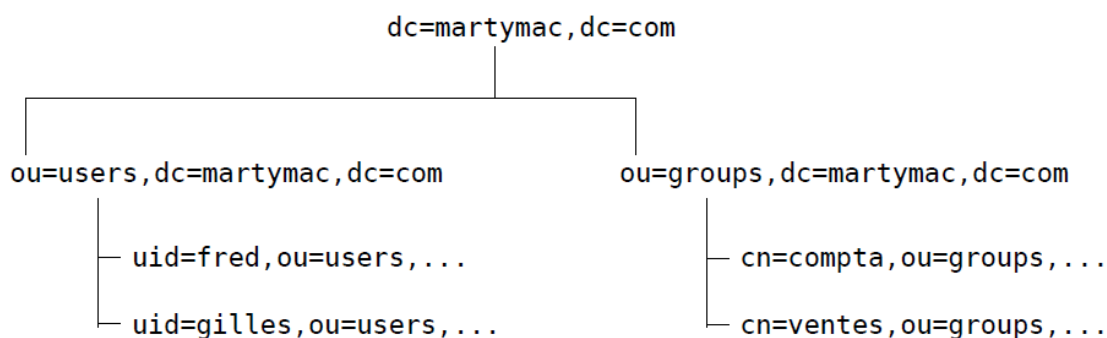 dc=martymac,dc=com
ou=users,dc=martymac,dc=com
ou=groups,dc=martymac,dc=com
uid=fred,ou=users,...
cn=compta,ou=groups,...
uid=gilles,ou=users,...
cn=ventes,ou=groups,...